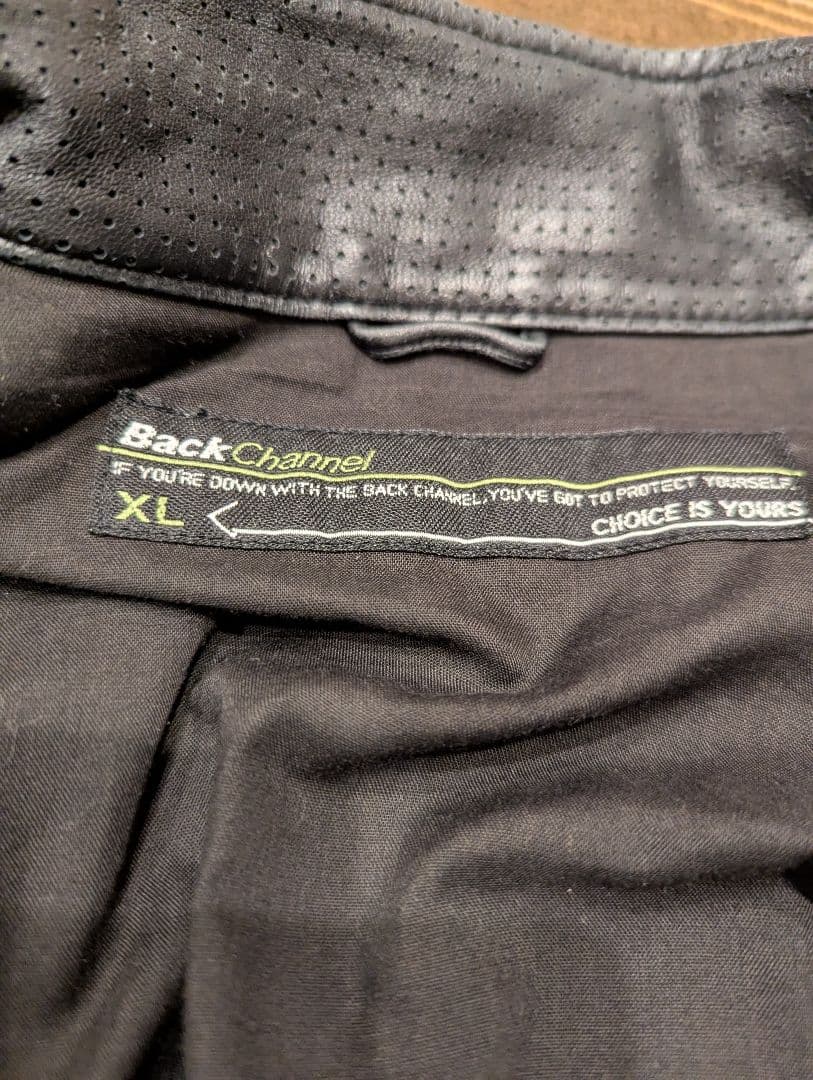 BackChannel
IF YOU'RE DOWN WITH THE BACK CHANNEL, YOU'VE GOT TO PROTECT YOURSELF.
XL
CHOICE IS YOURS